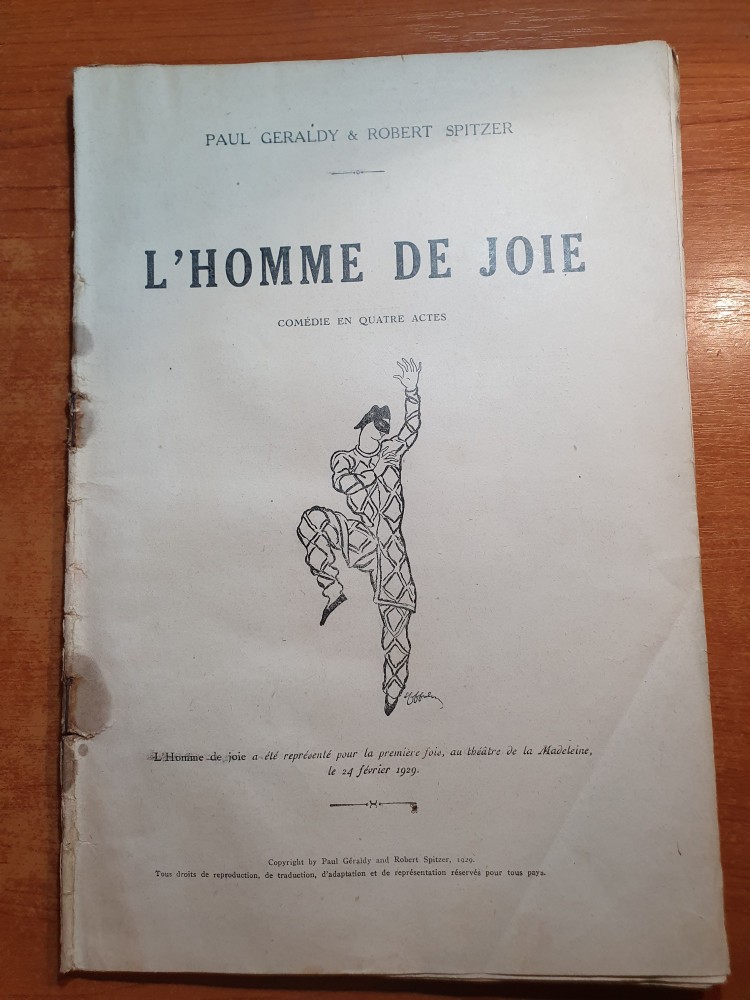 PAUL GERALDY & ROBERT SPITZER
L'HOMME DE JOIE
COMÉDIE EN QUATRE ACTES
L'Homme de joie a été représenté pour la première fois, au théâtre de la Madeleine,
le 24 février 1929.
Copyright by Paul Géraldy and Robert Spitzer, 1929.
Tous droits de reproduction, de traduction, d'adaptation et de représentation réservés pour tous pays.